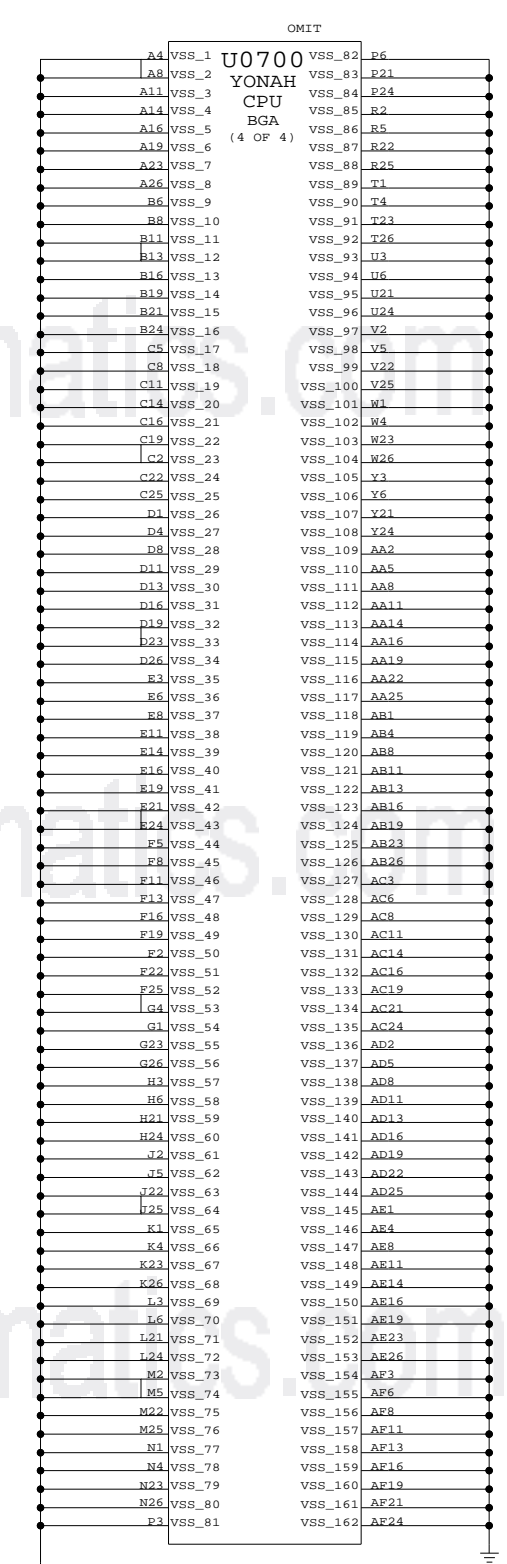 OMIT
A4 VSS_1 U0700 VSS_82 P6
A8 VSS_2 YONAH VSS_83 P21
A11 VSS_3 CPU VSS_84 P24
A14 VSS_4 BGA VSS_85 R2
A16 VSS_5 (4 OF 4) VSS_86 R5
A19 VSS_6 VSS_87 R22
A23 VSS_7 VSS_88 R25
A26 VSS_8 VSS_89 T1
B6 VSS_9 VSS_90 T4
B8 VSS_10 VSS_91 T23
B11 VSS_11 VSS_92 T26
B13 VSS_12 VSS_93 U3
B16 VSS_13 VSS_94 U6
B19 VSS_14 VSS_95 U21
B21 VSS_15 VSS_96 U24
B24 VSS_16 VSS_97 V2
C5 VSS_17 VSS_98 V5
C8 VSS_18 VSS_99 V22
C11 VSS_19 VSS_100 V25
C14 VSS_20 VSS_101 W1
C16 VSS_21 VSS_102 W4
C19 VSS_22 VSS_103 W23
C2 VSS_23 VSS_104 W26
C22 VSS_24 VSS_105 Y3
C25 VSS_25 VSS_106 Y6
D1 VSS_26 VSS_107 Y21
D4 VSS_27 VSS_108 Y24
D8 VSS_28 VSS_109 AA2
D11 VSS_29 VSS_110 AA5
D13 VSS_30 VSS_111 AA8
D16 VSS_31 VSS_112 AA11
D19 VSS_32 VSS_113 AA14
D23 VSS_33 VSS_114 AA16
D26 VSS_34 VSS_115 AA19
E3 VSS_35 VSS_116 AA22
E6 VSS_36 VSS_117 AA25
E8 VSS_37 VSS_118 AB1
E11 VSS_38 VSS_119 AB4
E14 VSS_39 VSS_120 AB8
E16 VSS_40 VSS_121 AB11
E19 VSS_41 VSS_122 AB13
E21 VSS_42 VSS_123 AB16
E24 VSS_43 VSS_124 AB19
F5 VSS_44 VSS_125 AB23
F8 VSS_45 VSS_126 AB26
F11 VSS_46 VSS_127 AC3
F13 VSS_47 VSS_128 AC6
F16 VSS_48 VSS_129 AC8
F19 VSS_49 VSS_130 AC11
F2 VSS_50 VSS_131 AC14
F22 VSS_51 VSS_132 AC16
F25 VSS_52 VSS_133 AC19
G4 VSS_53 VSS_134 AC21
G1 VSS_54 VSS_135 AC24
G23 VSS_55 VSS_136 AD2
G26 VSS_56 VSS_137 AD5
H3 VSS_57 VSS_138 AD8
H6 VSS_58 VSS_139 AD11
H21 VSS_59 VSS_140 AD13
H24 VSS_60 VSS_141 AD16
J2 VSS_61 VSS_142 AD19
J5 VSS_62 VSS_143 AD22
J22 VSS_63 VSS_144 AD25
J25 VSS_64 VSS_145 AE1
K1 VSS_65 VSS_146 AE4
K4 VSS_66 VSS_147 AE8
K23 VSS_67 VSS_148 AE11
K26 VSS_68 VSS_149 AE14
L3 VSS_69 VSS_150 AE16
L6 VSS_70 VSS_151 AE19
L21 VSS_71 VSS_152 AE23
L24 VSS_72 VSS_153 AE26
M2 VSS_73 VSS_154 AF3
M5 VSS_74 VSS_155 AF6
M22 VSS_75 VSS_156 AF8
M25 VSS_76 VSS_157 AF11
N1 VSS_77 VSS_158 AF13
N4 VSS_78 VSS_159 AF16
N23 VSS_79 VSS_160 AF19
N26 VSS_80 VSS_161 AF21
P3 VSS_81 VSS_162 AF24
matics.com
matics.com
matics.com